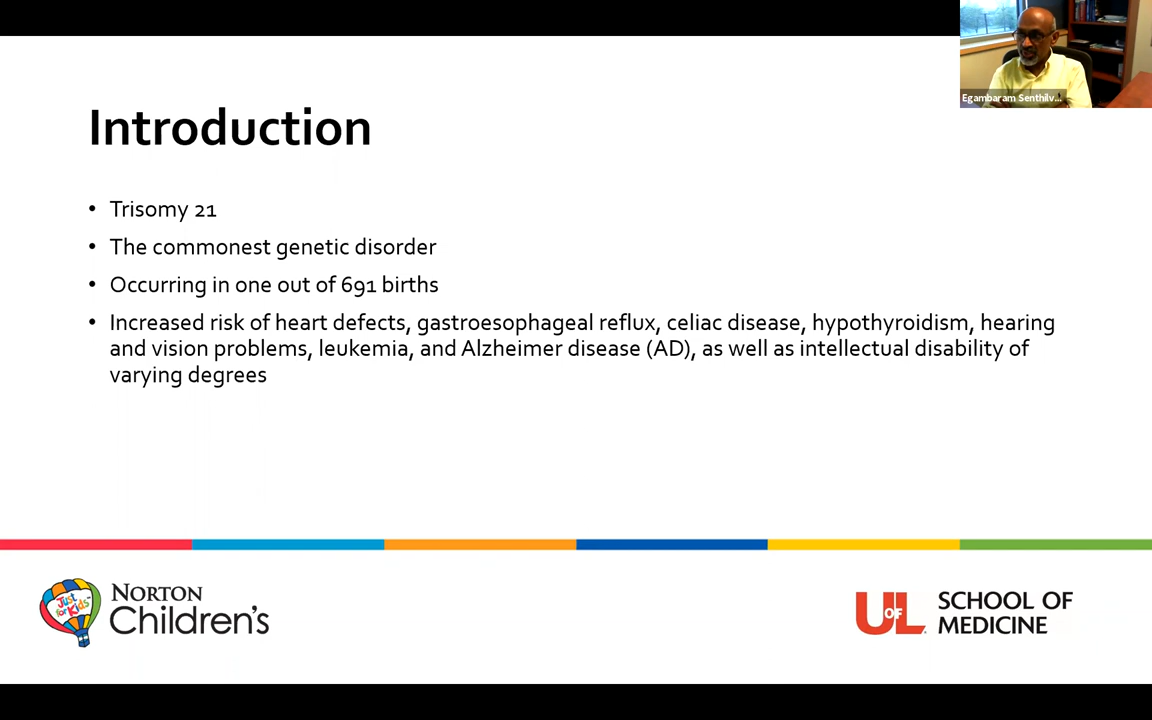 Egambaram Senthilv...
Introduction
• Trisomy 21
• The commonest genetic disorder
• Occurring in one out of 691 births
• Increased risk of heart defects, gastroesophageal reflux, celiac disease, hypothyroidism, hearing
and vision problems, leukemia, and Alzheimer disease (AD), as well as intellectual disability of
varying degrees
Just
for Kids
NORTON
Children's
UofL
SCHOOL OF
MEDICINE